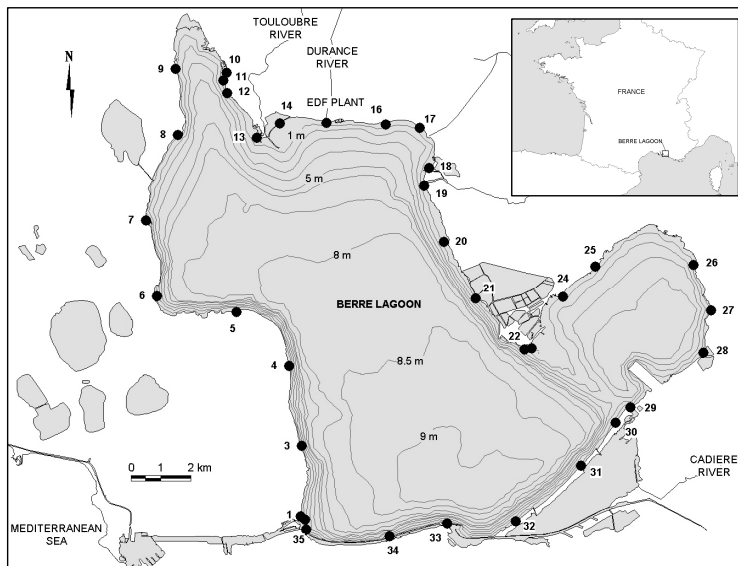 TOULOUBRE
RIVER
DURANCE
RIVER
EDF PLANT
N
FRANCE
BERRE LAGOON
9
10
11
12
13
14
1 m
16
17
8
18
19
5 m
7
20
8 m
6
5
BERRE LAGOON
21
22
24
25
26
27
28
4
8.5 m
29
30
3
9 m
31
0 1 2 km
CADIERE
RIVER
MEDITERRANEAN
SEA
1
35
34
33
32